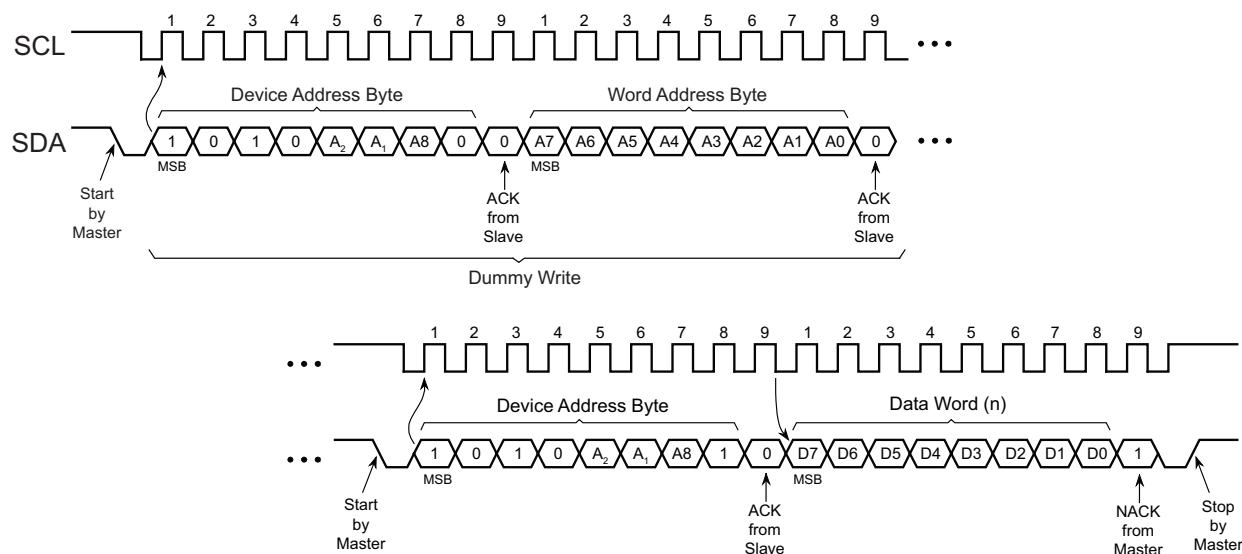 1 2 3 4 5 6 7 8 9 1 2 3 4 5 6 7 8 9
SCL
Device Address Byte Word Address Byte
SDA 1 0 1 0 A2 A1 A8 0 0 A7 A6 A5 A4 A3 A2 A1 A0 0
MSB MSB
Start
by
Master
ACK
from
Slave
ACK
from
Slave
Dummy Write
1 2 3 4 5 6 7 8 9 1 2 3 4 5 6 7 8 9
Device Address Byte Data Word (n)
1 0 1 0 A2 A1 A8 1 0 D7 D6 D5 D4 D3 D2 D1 D0 1
MSB MSB
Start
by
Master
ACK
from
Slave
NACK
from
Master
Stop
by
Master